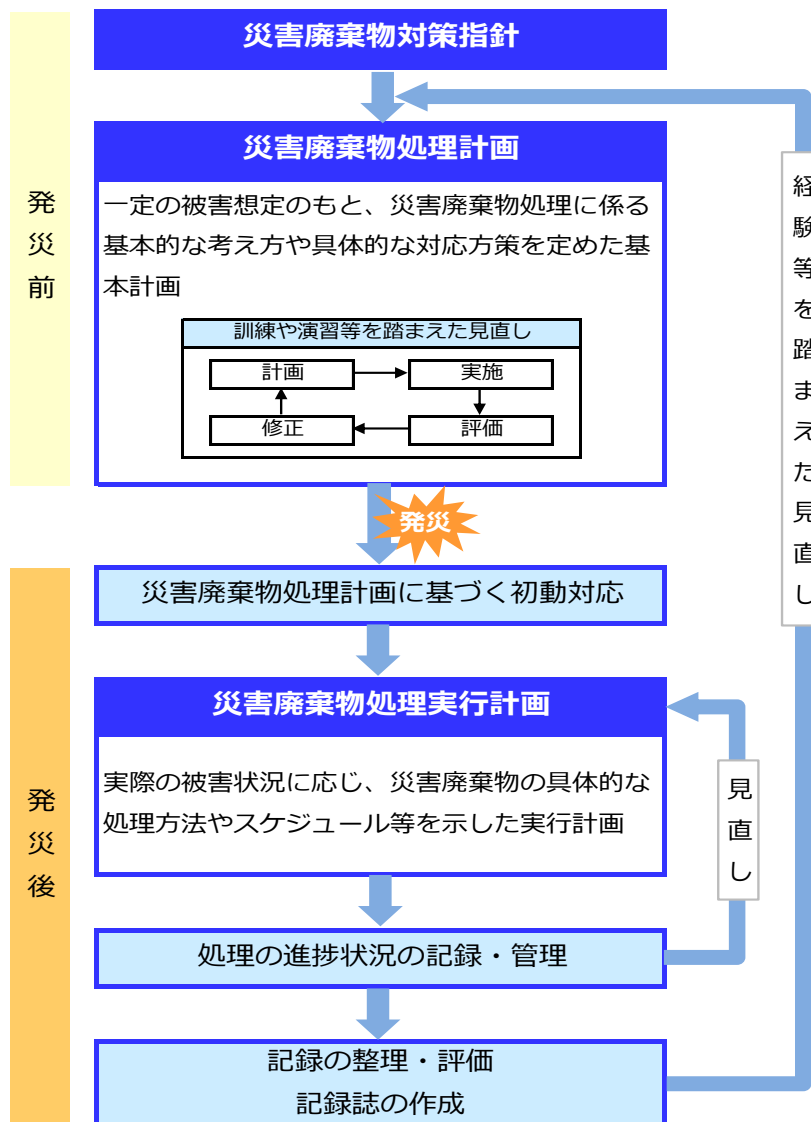 災害廃棄物対策指針
発災前
災害廃棄物処理計画
一定の被害想定のもと、災害廃棄物処理に係る
基本的な考え方や具体的な対応方策を定めた基
本計画
訓練や演習等を踏まえた見直し
計画
実施
修正
評価
経験等を踏まえた見直し
発災
発災後
災害廃棄物処理計画に基づく初動対応
災害廃棄物処理実行計画
実際の被害状況に応じ、災害廃棄物の具体的な
処理方法やスケジュール等を示した実行計画
見直し
処理の進捗状況の記録・管理
記録の整理・評価
記録誌の作成